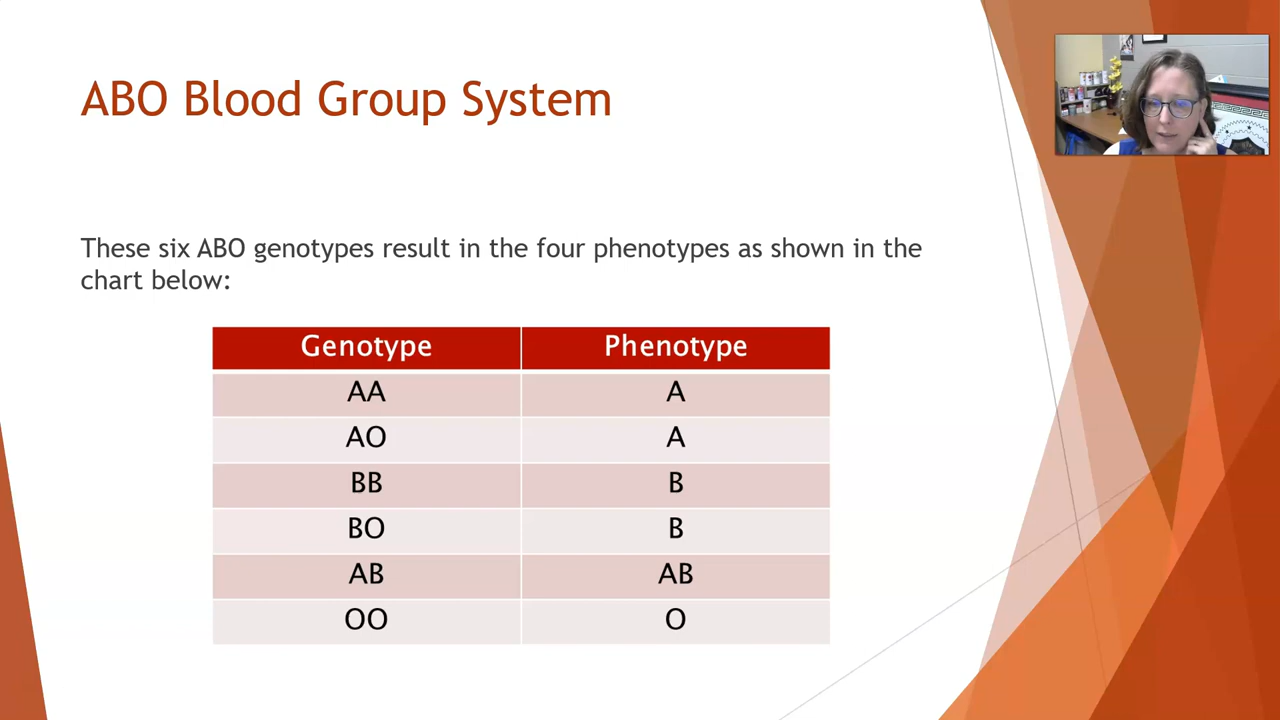 ABO Blood Group System
These six ABO genotypes result in the four phenotypes as shown in the
chart below:
Genotype Phenotype
AA A
AO A
BB B
BO B
AB AB
OO O